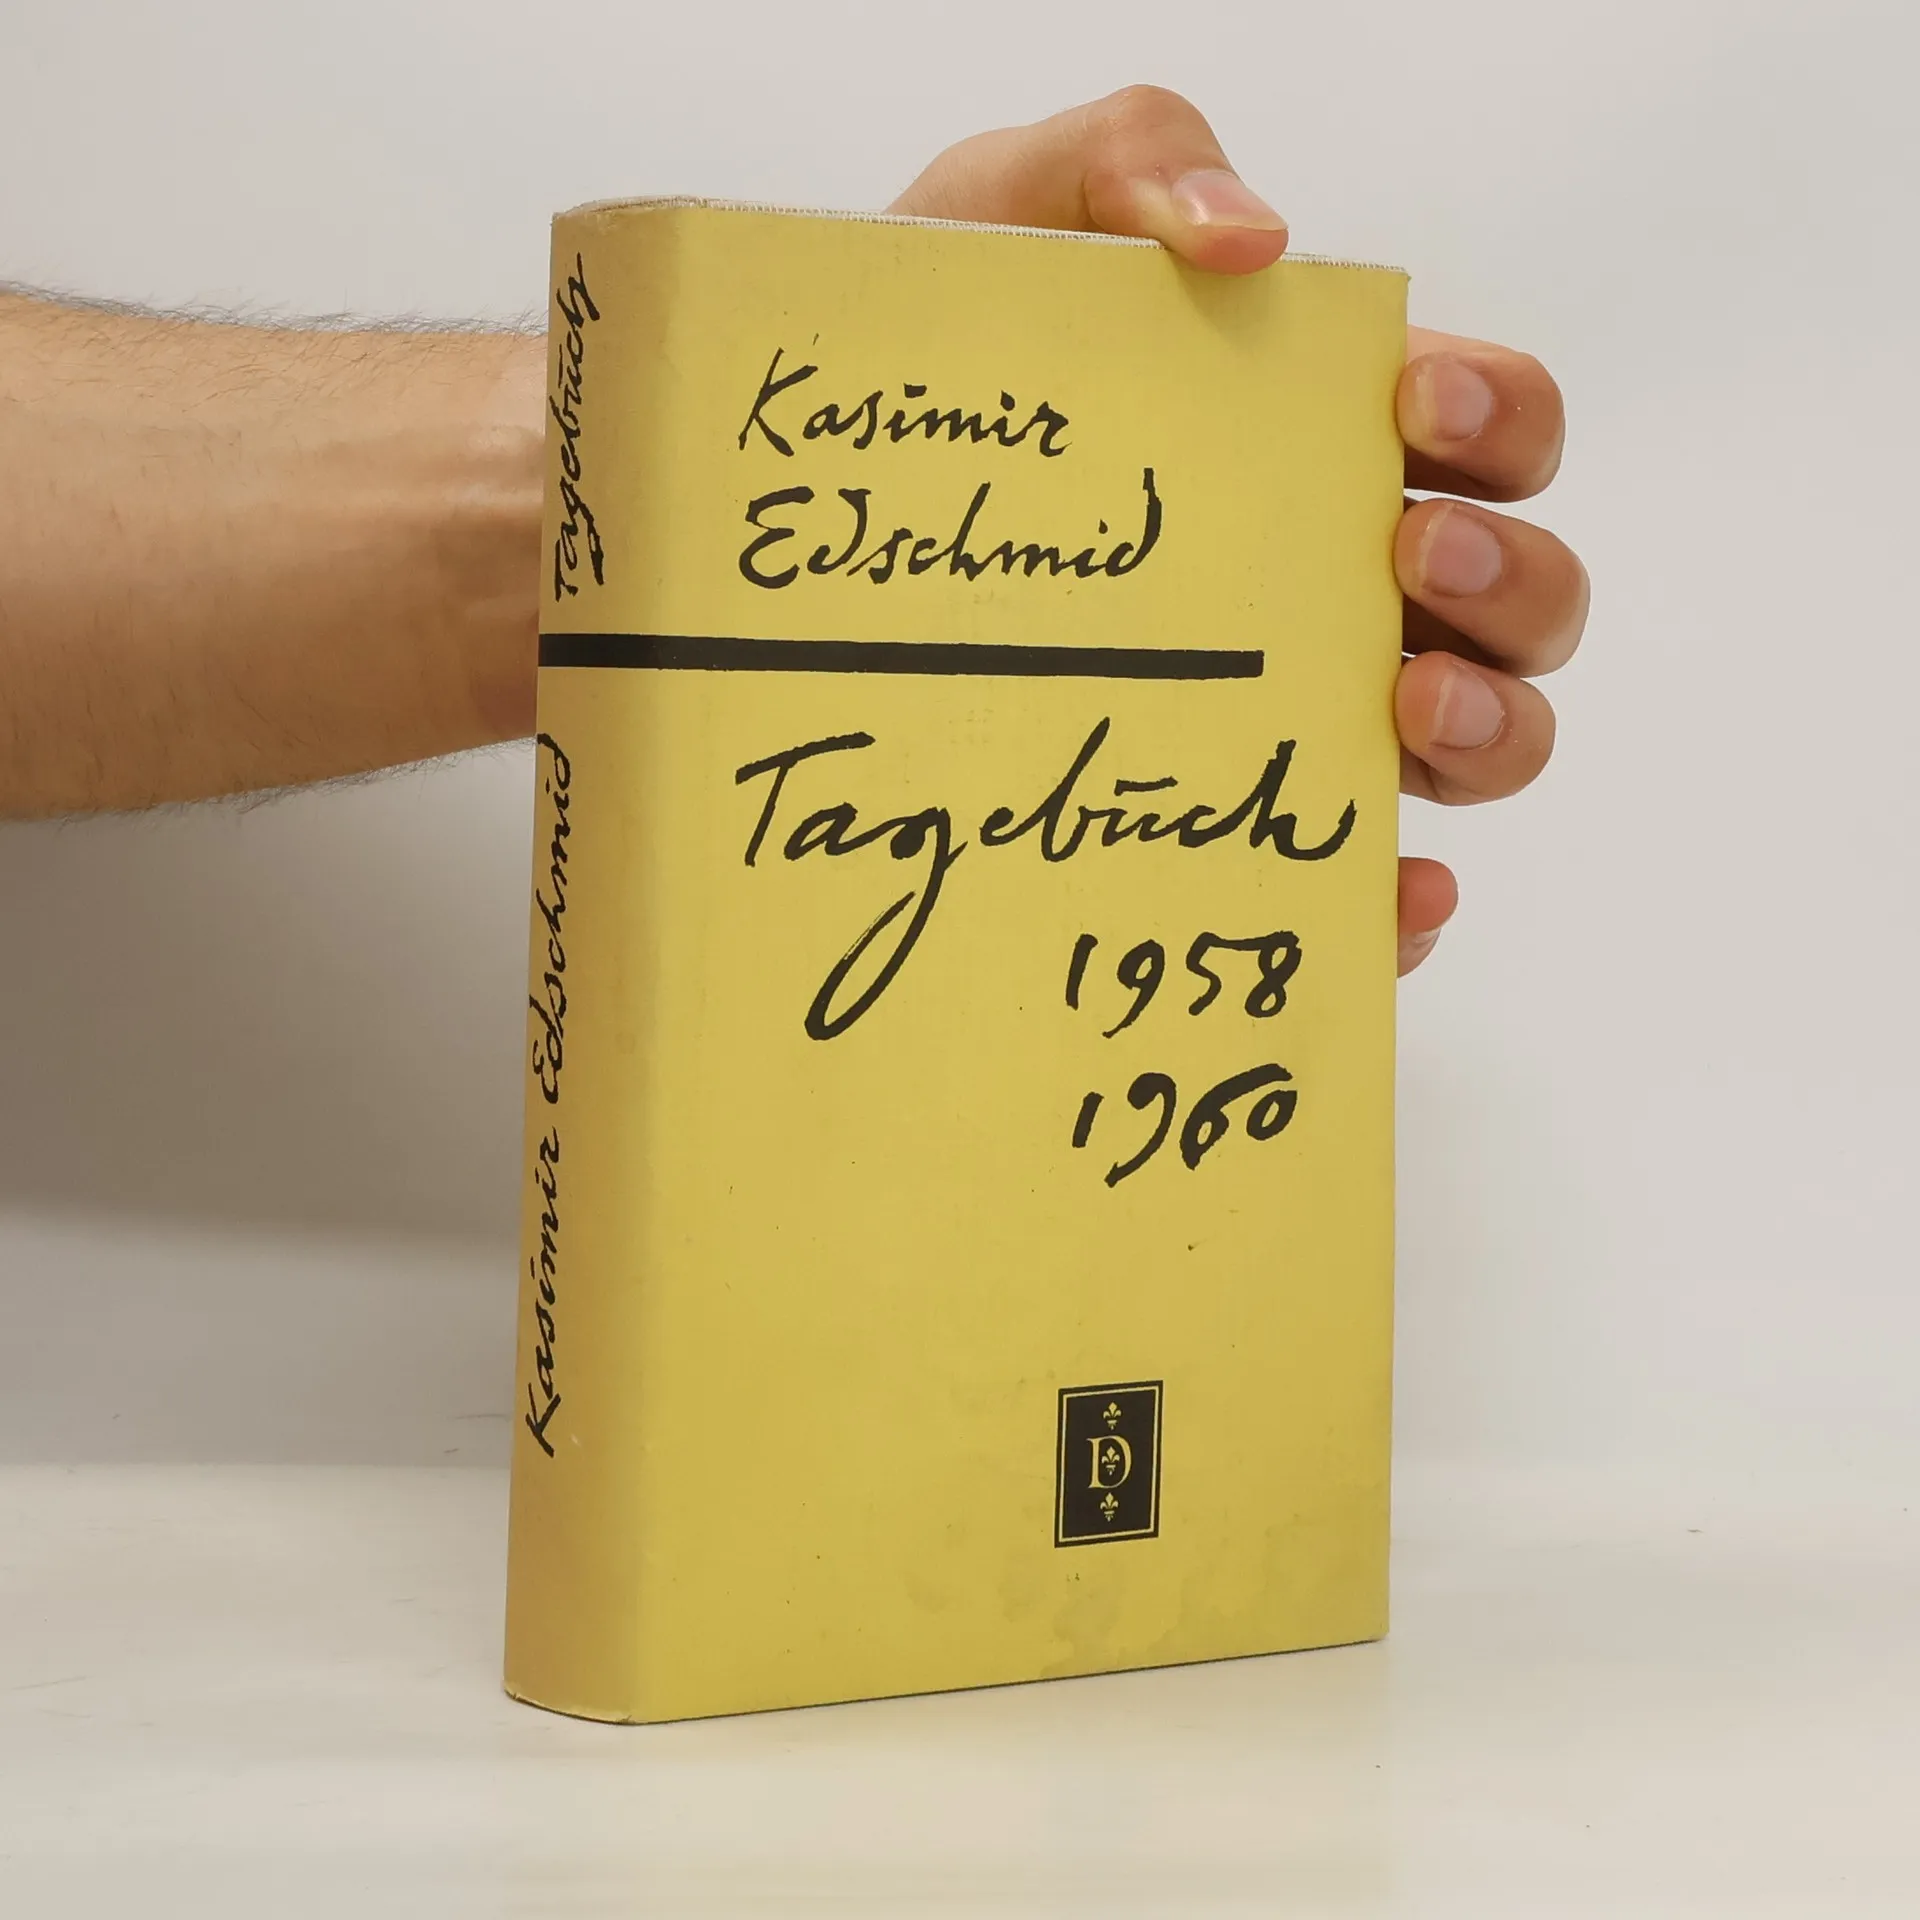 Kasimir
Edschmid
Tagebuch
1958
1960
D
Kasimir Edschmid Tagebuch